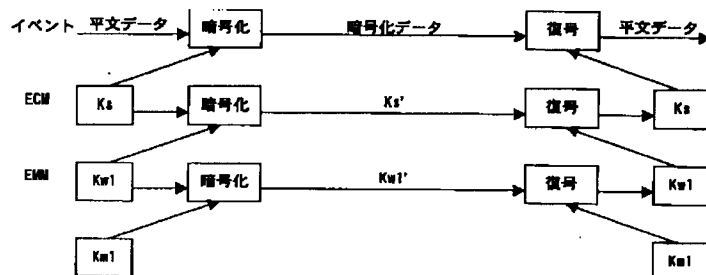 イベント 平文データ 暗号化 暗号化データ 復号 平文データ
ECM Ks 暗号化 Ks' 復号 Ks
EMM Kw1 暗号化 Kw1' 復号 Kw1
Km1 Km1